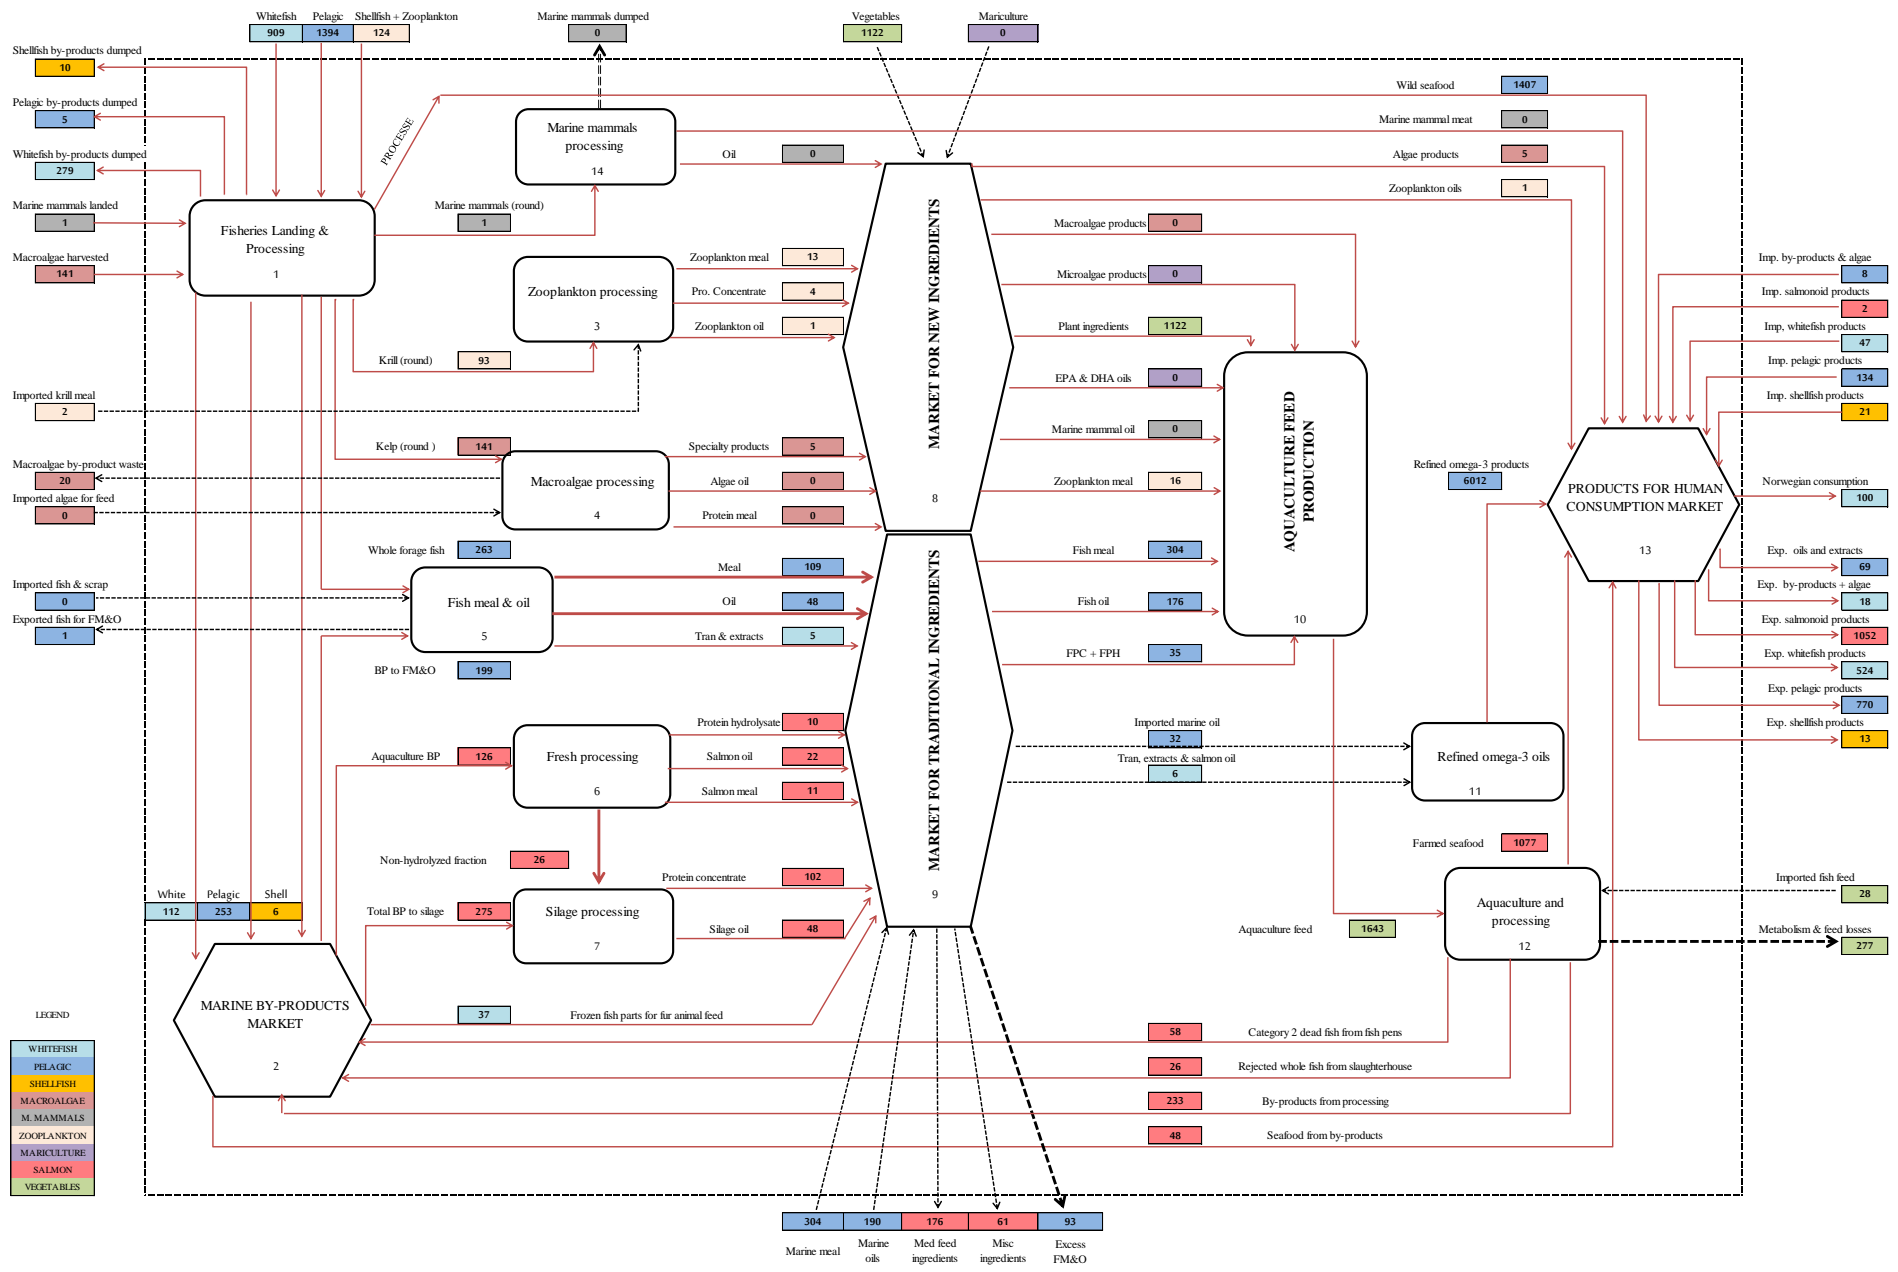 Whitefish Pelagic Shellfish + Zooplankton
909 1394 124
Marine mammals dumped
0
Vegetables
1122
Mariculture
0
Shellfish by-products dumped
10
Pelagic by-products dumped
5
Whitefish by-products dumped
279
Marine mammals landed
1
Macroalgae harvested
141
PROCESSE
Fisheries Landing &
Processing
1
Marine mammals
processing
14
Oil 0
Marine mammals (round)
1
Wild seafood 1407
Marine mammal meat 0
Algae products 5
Zooplankton oils 1
Macroalgae products 0
Microalgae products 0
Plant ingredients 1122
EPA & DHA oils 0
Marine mammal oil 0
Zooplankton meal 16
Zooplankton processing
3
Zooplankton meal 13
Pro. Concentrate 4
Zooplankton oil 1
Krill (round) 93
Imported krill meal
2
Kelp (round ) 141
Macroalgae processing
4
Specialty products 5
Algae oil 0
Protein meal 0
Macroalgae by-product waste
20
Imported algae for feed
0
MARKET FOR NEW INGREDIENTS
8
AQUACULTURE FEED
PRODUCTION
10
Whole forage fish 263
Imported fish & scrap
0
Exported fish for FM&O
1
Fish meal & oil
5
BP to FM&O 199
Meal 109
Oil 48
Tran & extracts 5
MARKET FOR TRADITIONAL INGREDIENTS
9
Fish meal 304
Fish oil 176
FPC + FPH 35
Imported marine oil
32
Tran, extracts & salmon oil
6
Refined omega-3 oils
11
Refined omega-3 products
6012
Imp. by-products & algae
8
Imp. salmonoid products
2
Imp, whitefish products
47
Imp. pelagic products
134
Imp. shellfish products
21
PRODUCTS FOR HUMAN
CONSUMPTION MARKET
13
Norwegian consumption
100
Exp. oils and extracts
69
Exp. by-products + algae
18
Exp. salmonoid products
1052
Exp. whitefish products
524
Exp. pelagic products
770
Exp. shellfish products
13
Aquaculture BP 126
Fresh processing
6
Protein hydrolysate 10
Salmon oil 22
Salmon meal 11
Non-hydrolyzed fraction 26
Total BP to silage 275
Silage processing
7
Protein concentrate 102
Silage oil 48
White Pelagic Shell
112 253 6
MARINE BY-PRODUCTS
MARKET
2
37 Frozen fish parts for fur animal feed
Farmed seafood 1077
Aquaculture and
processing
12
Aquaculture feed 1643
Imported fish feed
28
Metabolism & feed losses
277
58 Category 2 dead fish from fish pens
26 Rejected whole fish from slaughterhouse
233 By-products from processing
48 Seafood from by-products
304 190 176 61 93
Marine meal
Marine
oils
Med feed
ingredients
Misc
ingredients
Excess
FM&O
LEGEND
WHITEFISH
PELAGIC
SHELLFISH
MACROALGAE
M. MAMMALS
ZOOPLANKTON
MARICULTURE
SALMON
VEGETABLES